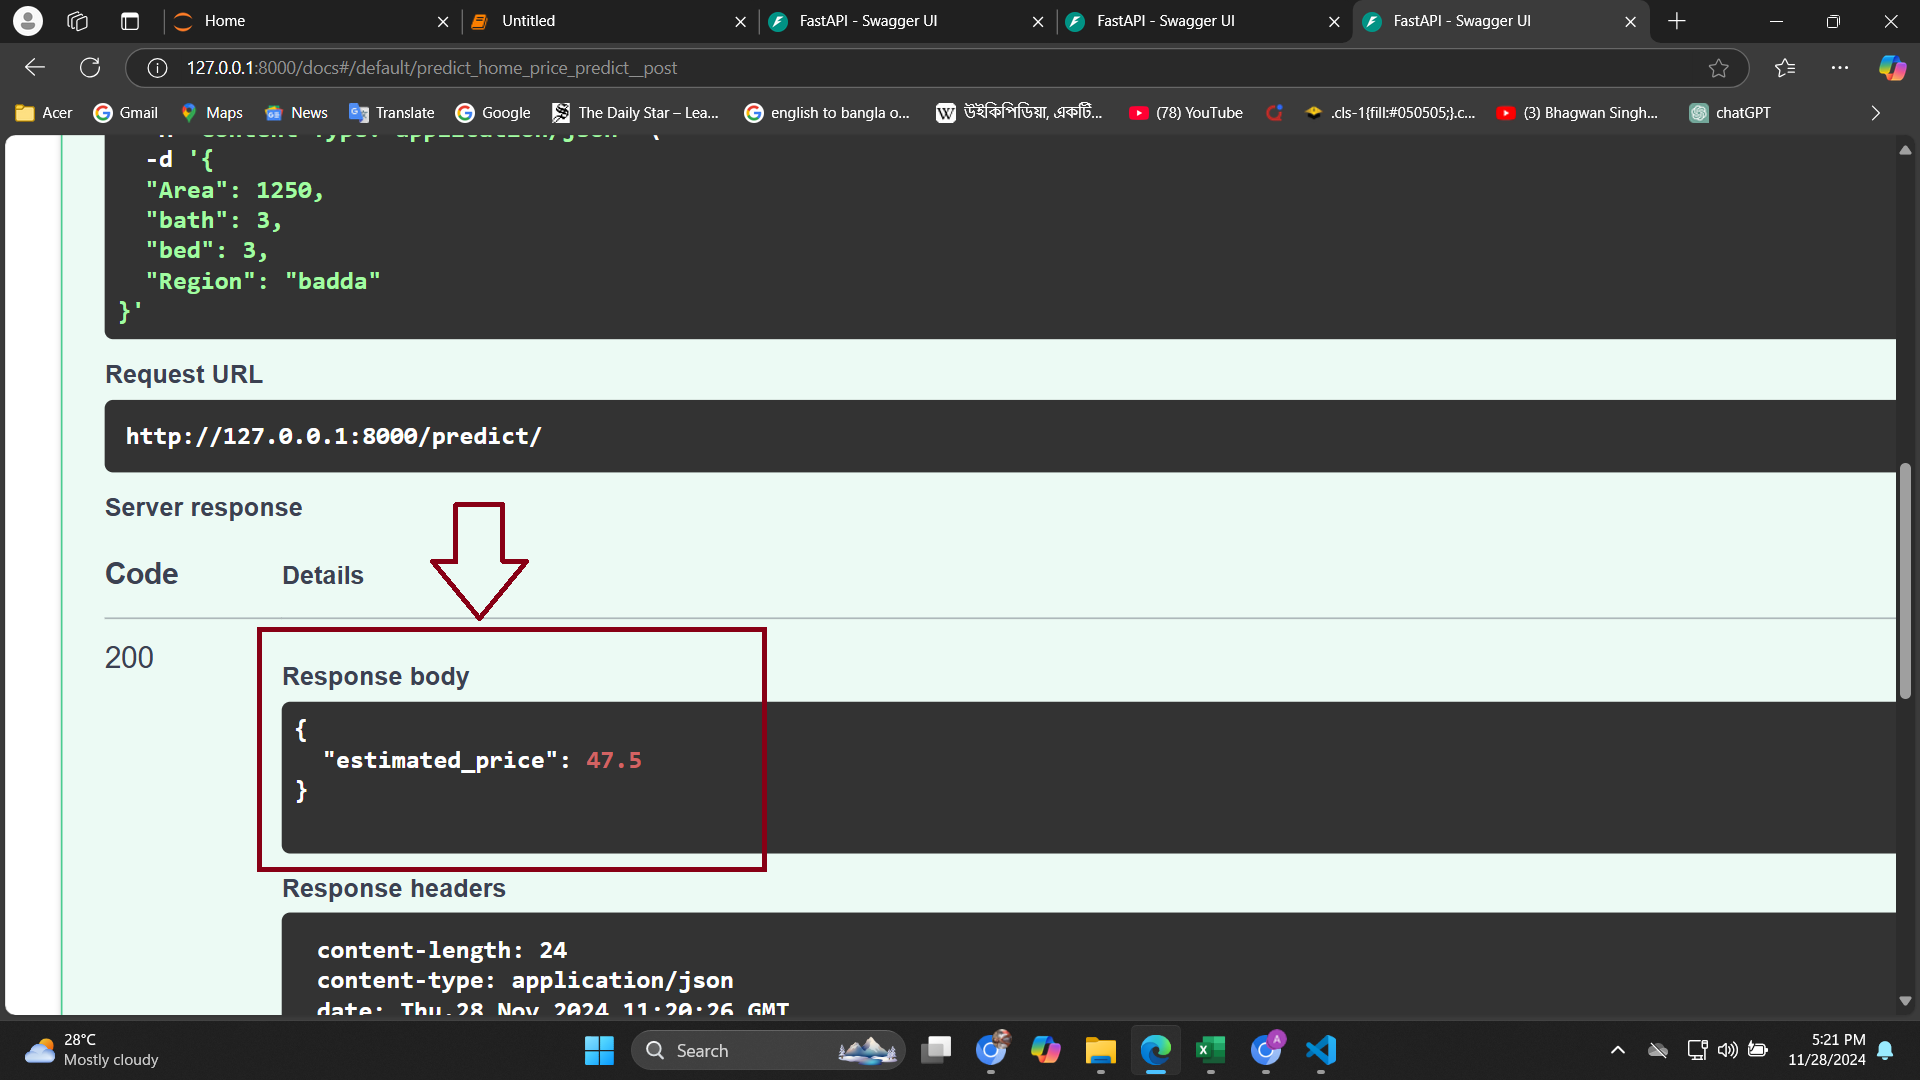 Home
Untitled
FastAPI - Swagger UI
FastAPI - Swagger UI
FastAPI - Swagger UI
127.0.0.1:8000/docs#/default/predict_home_price_predict__post
Acer
Gmail
Maps
News
Translate
Google
The Daily Star – Lea...
english to bangla o...
উইকিপিডিয়া, একটি...
(78) YouTube
.cls-1{fill:#050505;}.c...
(3) Bhagwan Singh...
chatGPT
-d '{
"Area": 1250,
"bath": 3,
"bed": 3,
"Region": "badda"
}'
Request URL
http://127.0.0.1:8000/predict/
Server response
Code
Details
200
Response body
{
"estimated_price": 47.5
}
Response headers
content-length: 24
content-type: application/json
date: Thu,28 Nov 2024 11:20:26 GMT
28°C
Mostly cloudy
Search
A
5:21 PM
11/28/2024